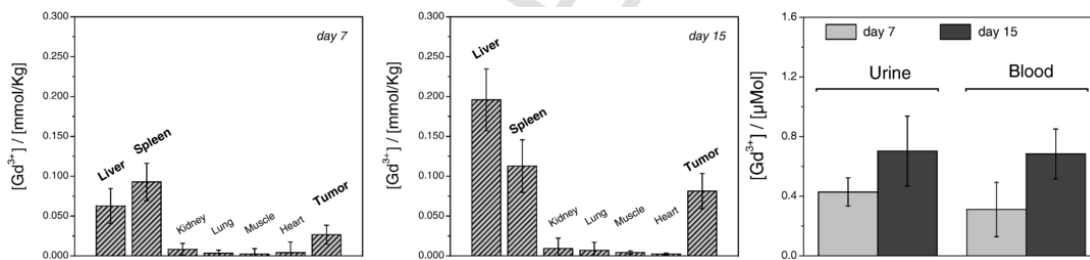 0.300
0.250
0.200
0.150
0.100
0.050
0.000
[Gd³⁺] / [mmol/Kg]
day 7
Liver
Spleen
Kidney
Lung
Muscle
Heart
Tumor
0.300
0.250
0.200
0.150
0.100
0.050
0.000
[Gd³⁺] / [mmol/Kg]
day 15
Liver
Spleen
Kidney
Lung
Muscle
Heart
Tumor
1.6
1.2
0.8
0.4
0.0
[Gd³⁺] / [µMol]
day 7
day 15
Urine
Blood